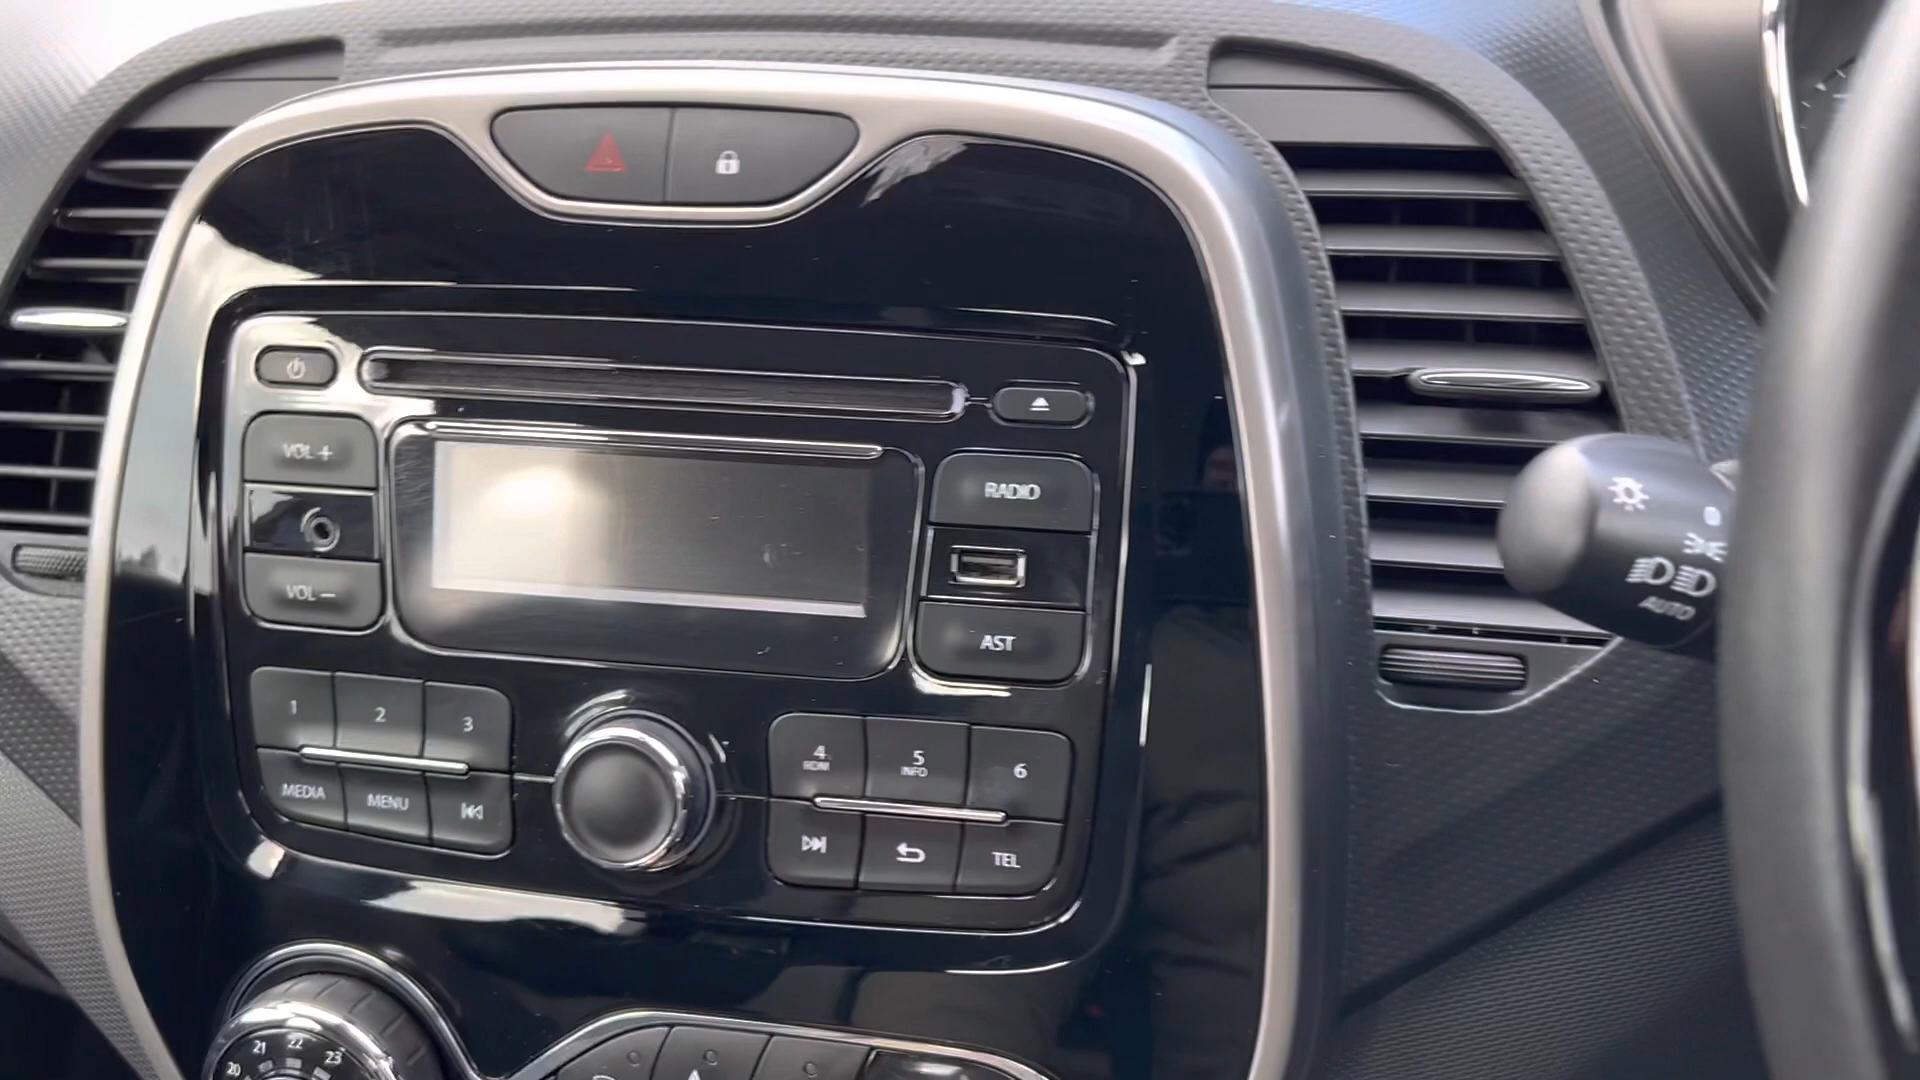 VOL +
RADIO
VOL −
AST
1
2
3
4
RDM
5
INFO
6
MEDIA
MENU
TEL
AUTO
20
21
22
23